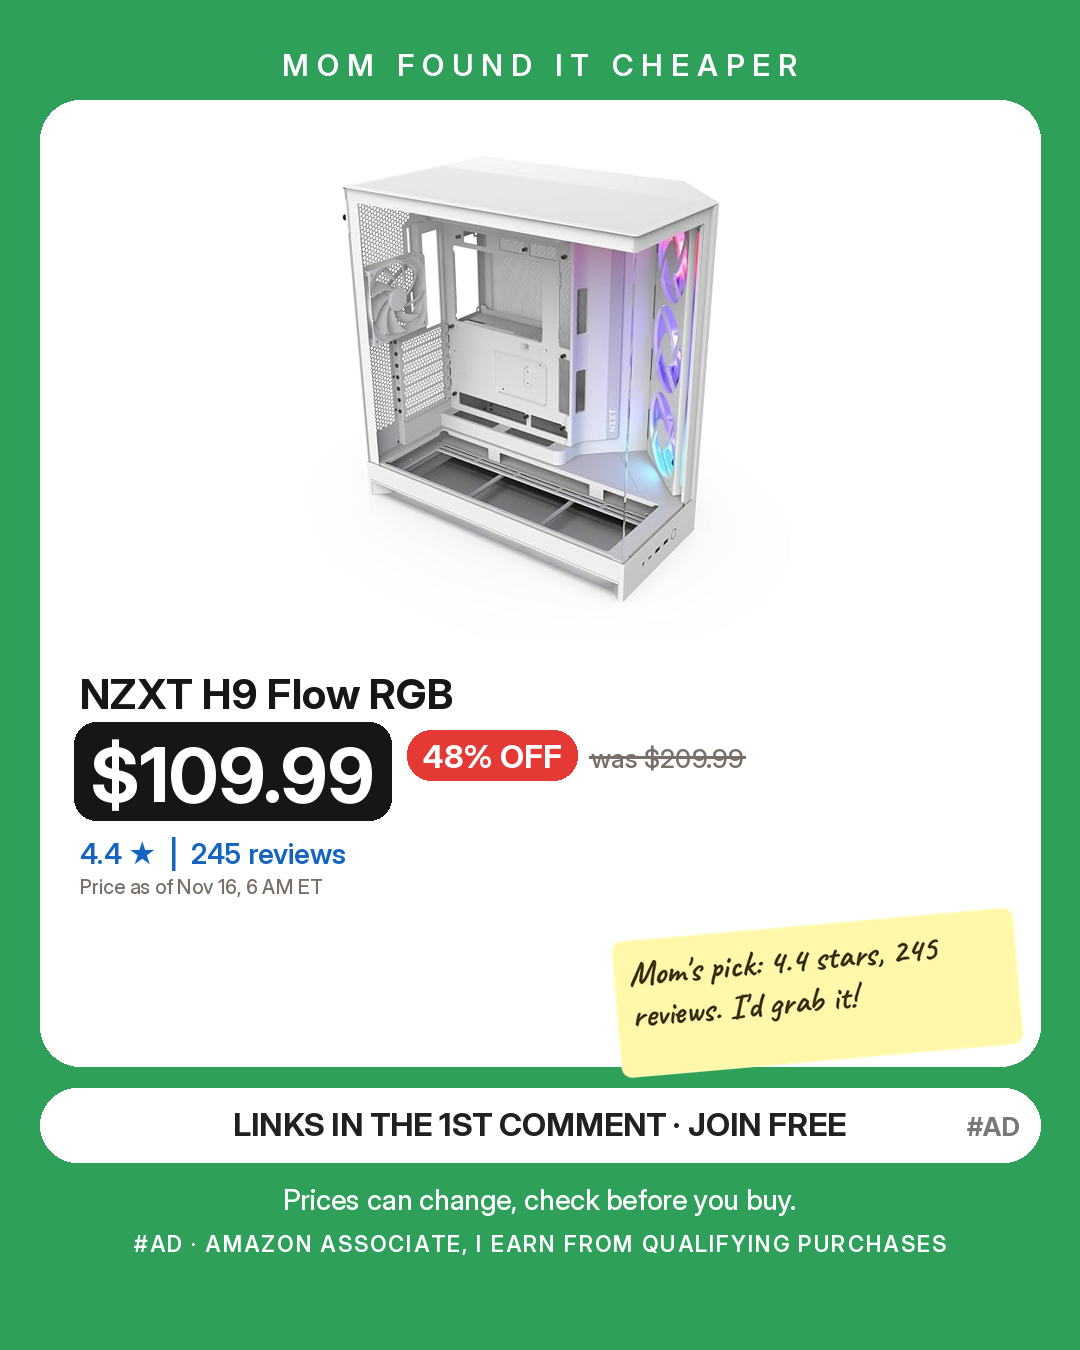 MOM FOUND IT CHEAPER
NZXT
NZXT H9 Flow RGB
$109.99
48% OFF
was $209.99
4.4 ★ | 245 reviews
Price as of Nov 16, 6 AM ET
Mom's pick: 4.4 stars, 245
reviews. I'd grab it!
LINKS IN THE 1ST COMMENT · JOIN FREE
#AD
Prices can change, check before you buy.
#AD · AMAZON ASSOCIATE, I EARN FROM QUALIFYING PURCHASES